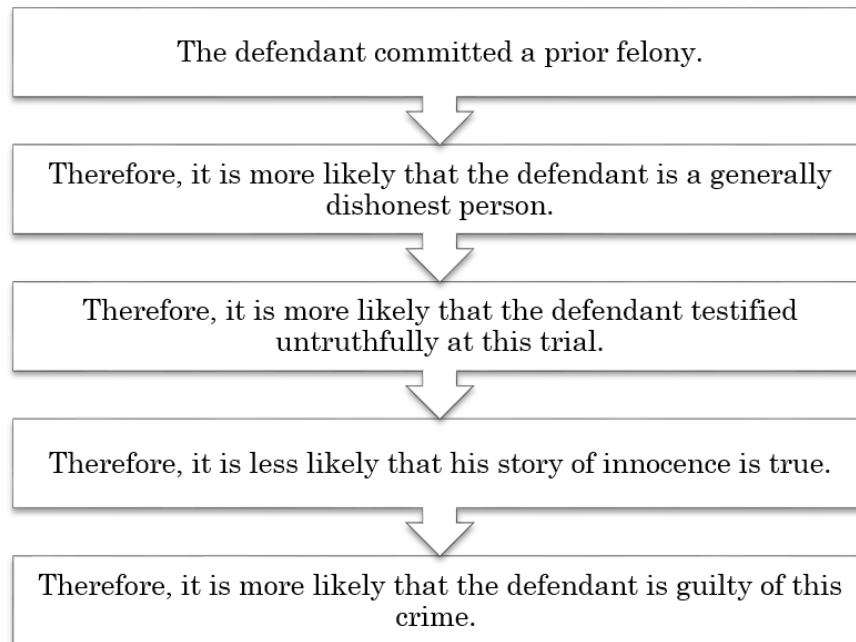 The defendant committed a prior felony.
Therefore, it is more likely that the defendant is a generally
dishonest person.
Therefore, it is more likely that the defendant testified
untruthfully at this trial.
Therefore, it is less likely that his story of innocence is true.
Therefore, it is more likely that the defendant is guilty of this
crime.